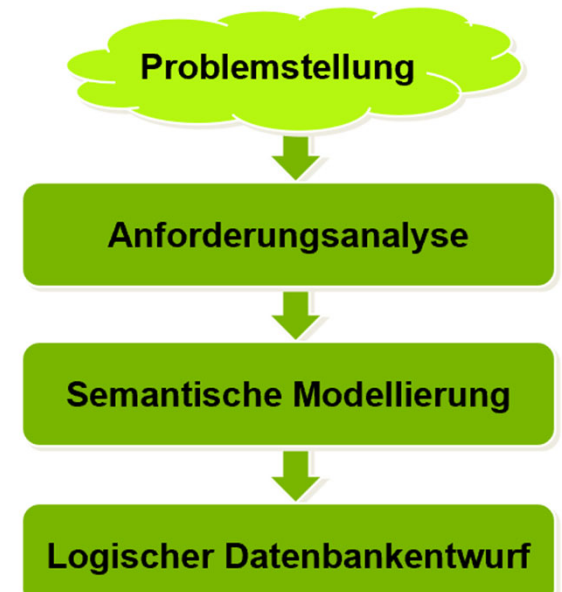 Problemstellung
Anforderungsanalyse
Semantische Modellierung
Logischer Datenbankentwurf